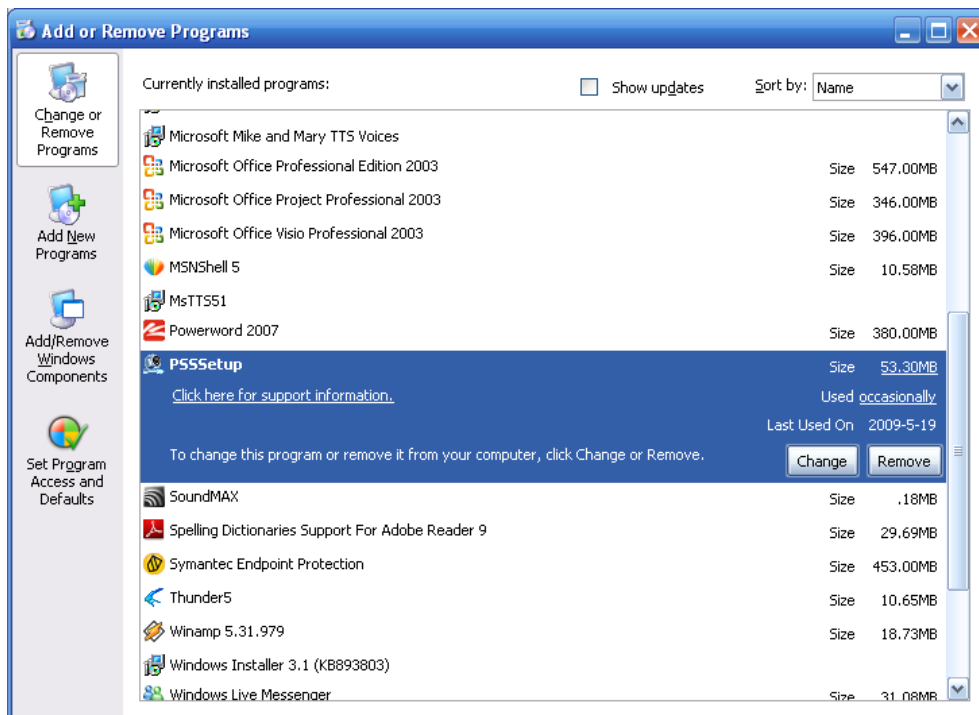 Add or Remove Programs
Change or
Remove
Programs
Add New
Programs
Add/Remove
Windows
Components
Set Program
Access and
Defaults
Currently installed programs:
Show updates
Sort by: Name
Microsoft Mike and Mary TTS Voices
Microsoft Office Professional Edition 2003 Size 547.00MB
Microsoft Office Project Professional 2003 Size 346.00MB
Microsoft Office Visio Professional 2003 Size 396.00MB
MSNShell 5 Size 10.58MB
MsTTS51
Powerword 2007 Size 380.00MB
PSSSetup Size 53.30MB
Click here for support information. Used occasionally
Last Used On 2009-5-19
To change this program or remove it from your computer, click Change or Remove. Change Remove
SoundMAX Size .18MB
Spelling Dictionaries Support For Adobe Reader 9 Size 29.69MB
Symantec Endpoint Protection Size 453.00MB
Thunder5 Size 10.65MB
Winamp 5.31.979 Size 18.73MB
Windows Installer 3.1 (KB893803)
Windows Live Messenger Size 31.08MB